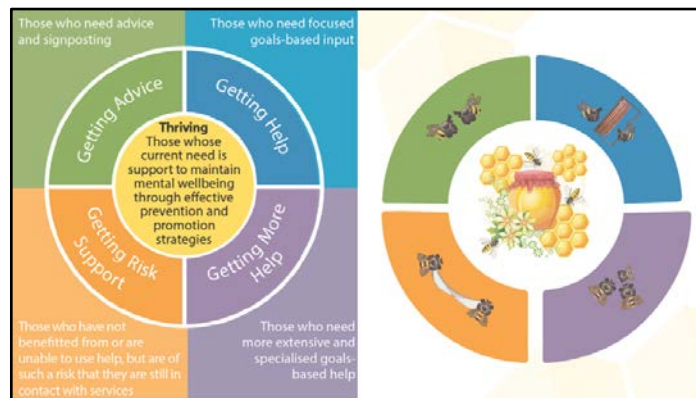 Those who need advice
and signposting
Those who need focused
goals-based input
Getting Advice
Getting Help
Thriving
Those whose
current need is
support to maintain
mental wellbeing
through effective
prevention and
promotion
strategies
Getting Risk
Support
Getting More
Help
Those who have not
benefitted from or are
unable to use help, but are of
such a risk that they are still in
contact with services
Those who need
more extensive and
specialised goals-
based help